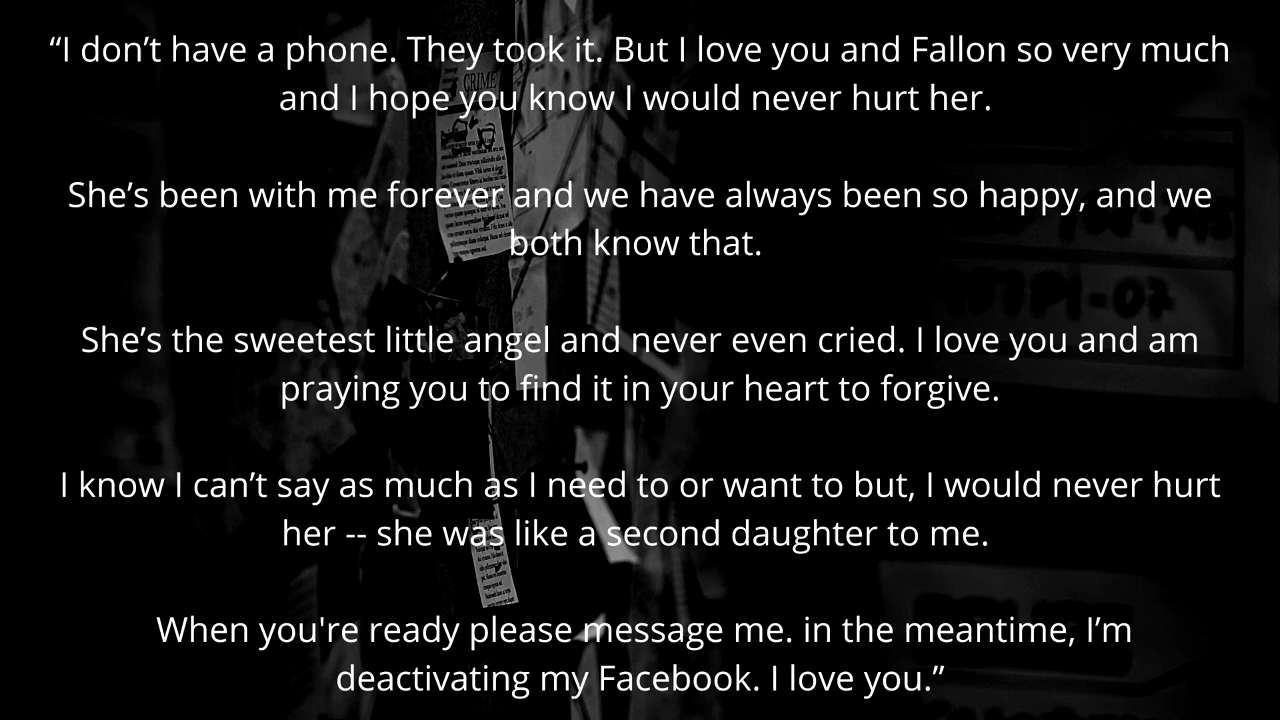 “I don’t have a phone. They took it. But I love you and Fallon so very much
and I hope you know I would never hurt her.
She’s been with me forever and we have always been so happy, and we
both know that.
She’s the sweetest little angel and never even cried. I love you and am
praying you to find it in your heart to forgive.
I know I can’t say as much as I need to or want to but, I would never hurt
her -- she was like a second daughter to me.
When you're ready please message me. in the meantime, I’m
deactivating my Facebook. I love you.”
CRIME